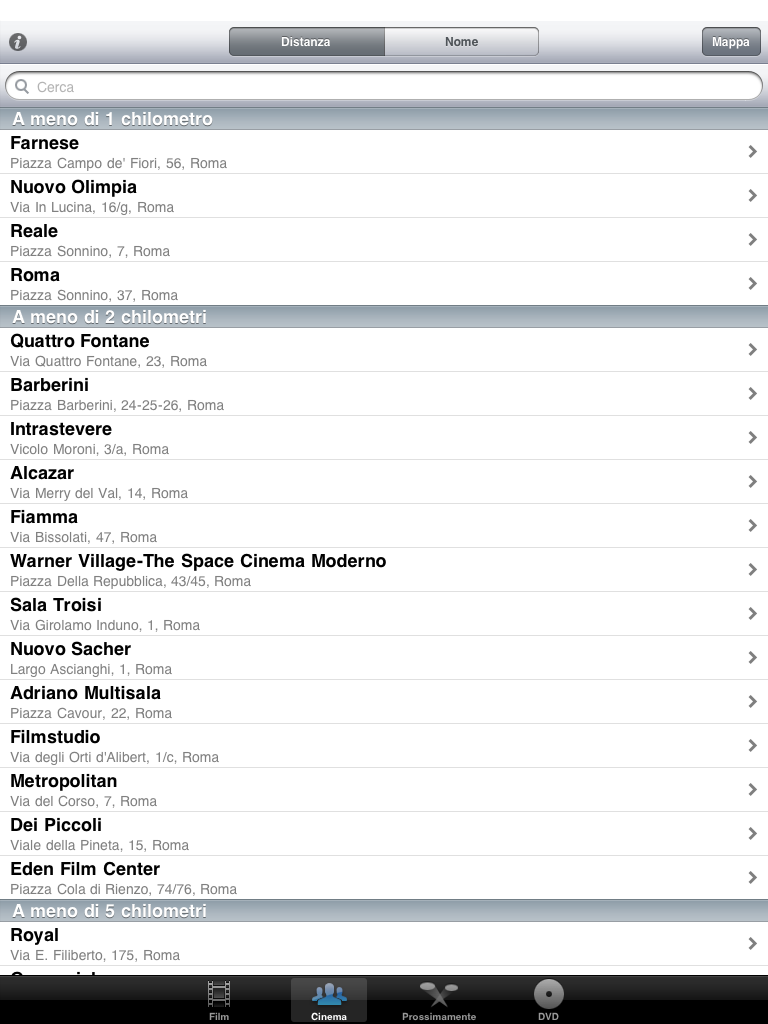 Distanza
Nome
Mappa
Cerca
A meno di 1 chilometro
Farnese
Piazza Campo de' Fiori, 56, Roma
Nuovo Olimpia
Via In Lucina, 16/g, Roma
Reale
Piazza Sonnino, 7, Roma
Roma
Piazza Sonnino, 37, Roma
A meno di 2 chilometri
Quattro Fontane
Via Quattro Fontane, 23, Roma
Barberini
Piazza Barberini, 24-25-26, Roma
Intrastevere
Vicolo Moroni, 3/a, Roma
Alcazar
Via Merry del Val, 14, Roma
Fiamma
Via Bissolati, 47, Roma
Warner Village-The Space Cinema Moderno
Piazza Della Repubblica, 43/45, Roma
Sala Troisi
Via Girolamo Induno, 1, Roma
Nuovo Sacher
Largo Ascianghi, 1, Roma
Adriano Multisala
Piazza Cavour, 22, Roma
Filmstudio
Via degli Orti d'Alibert, 1/c, Roma
Metropolitan
Via del Corso, 7, Roma
Dei Piccoli
Viale della Pineta, 15, Roma
Eden Film Center
Piazza Cola di Rienzo, 74/76, Roma
A meno di 5 chilometri
Royal
Via E. Filiberto, 175, Roma
Film
Cinema
Prossimamente
DVD